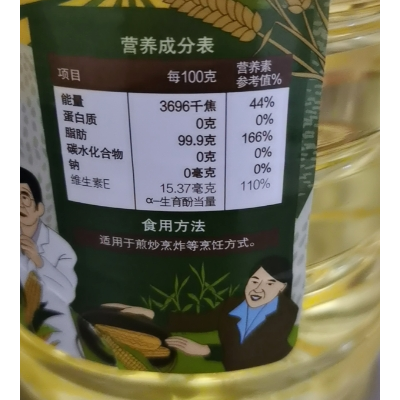 营养成分表
项目 每100克 营养素参考值%
能量 3696千焦 44%
蛋白质 0克 0%
脂肪 99.9克 166%
碳水化合物 0克 0%
钠 0毫克 0%
维生素E 15.37毫克 110%
α-生育酚当量
食用方法
适用于煎炒烹炸等烹饪方式。